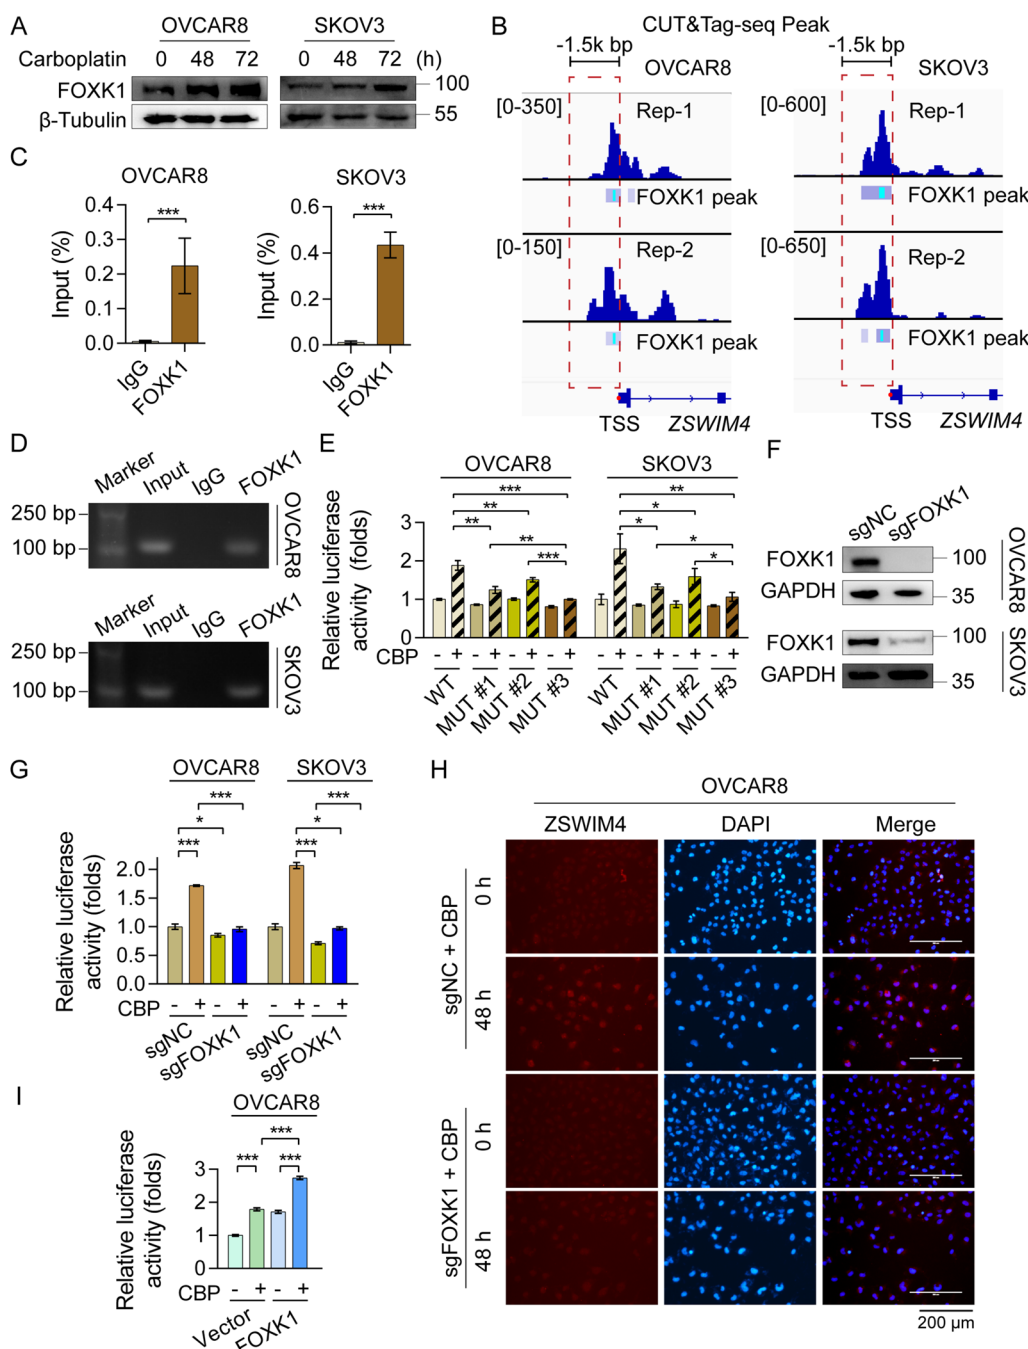 A
OVCAR8 SKOV3
Carboplatin 0 48 72 0 48 72 (h)
FOXK1 100
β-Tubulin 55
B
CUT&Tag-seq Peak
-1.5k bp -1.5k bp
OVCAR8 SKOV3
[0-350] Rep-1 [0-600] Rep-1
FOXK1 peak FOXK1 peak
[0-150] Rep-2 [0-650] Rep-2
FOXK1 peak FOXK1 peak
TSS ZSWIM4 TSS ZSWIM4
C
OVCAR8 SKOV3
*** ***
Input (%) Input (%)
0.4 0.6
0.3 0.4
0.2 0.2
0.1 0.0
0.0
IgG FOXK1 IgG FOXK1
D
Marker Input IgG FOXK1
250 bp
100 bp
OVCAR8
Marker Input IgG FOXK1
250 bp
100 bp
SKOV3
E
OVCAR8 SKOV3
*** **
** *
** ** * *
*** *
Relative luciferase
activity (folds)
3
2
1
0
CBP - + - + - + - + - + - + - + - +
WT MUT #1 MUT #2 MUT #3 WT MUT #1 MUT #2 MUT #3
F
sgNC sgFOXK1
FOXK1 100
GAPDH 35
OVCAR8
FOXK1 100
GAPDH 35
SKOV3
G
OVCAR8 SKOV3
*** ***
* *
*** ***
Relative luciferase
activity (folds)
2.0
1.5
1.0
0.5
0.0
CBP - + - + - + - +
sgNC sgFOXK1 sgNC sgFOXK1
H
OVCAR8
ZSWIM4 DAPI Merge
sgNC + CBP
0 h
48 h
sgFOXK1 + CBP
0 h
48 h
200 μm
I
OVCAR8
***
*** ***
Relative luciferase
activity (folds)
3
2
1
0
CBP - + - +
Vector FOXK1